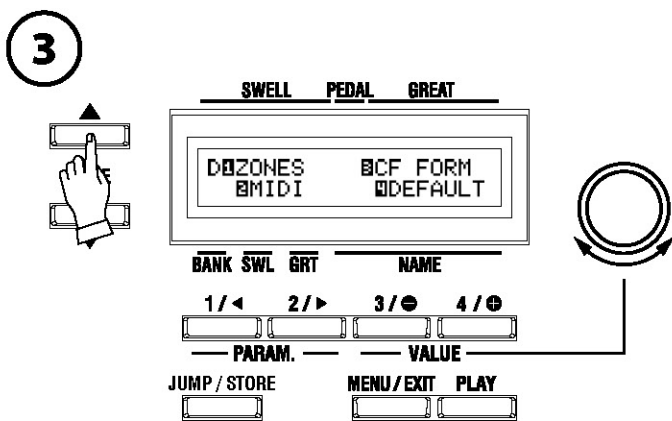 3
SWELL PEDAL GREAT
D1ZONES 3CF FORM
2MIDI 4DEFAULT
BANK SWL GRT NAME
1/◀ 2/▶ 3/⊖ 4/⊕
PARAM. VALUE
JUMP / STORE MENU / EXIT PLAY